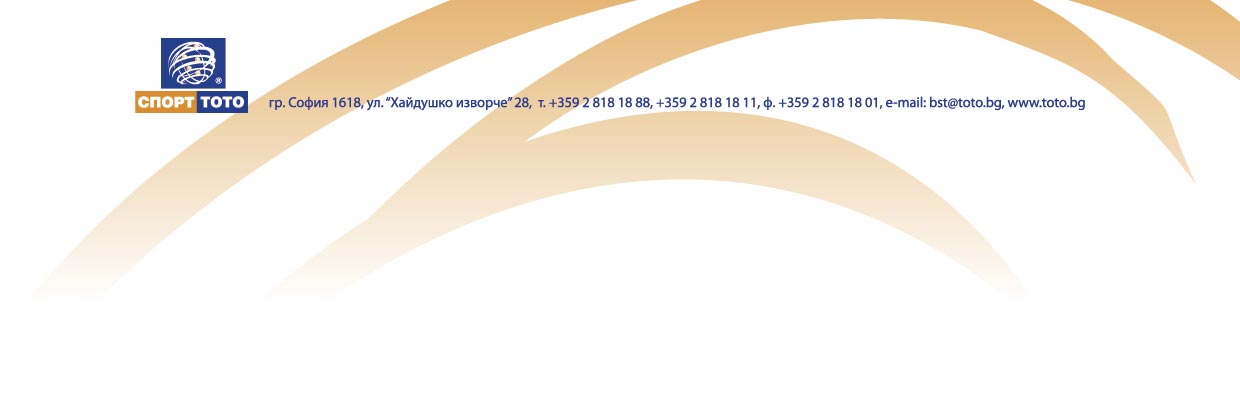 СПОРТ ТОТО
гр. София 1618, ул. “Хайдушко изворче” 28, т. +359 2 818 18 88, +359 2 818 18 11, ф. +359 2 818 18 01, e-mail: bst@toto.bg, www.toto.bg
®